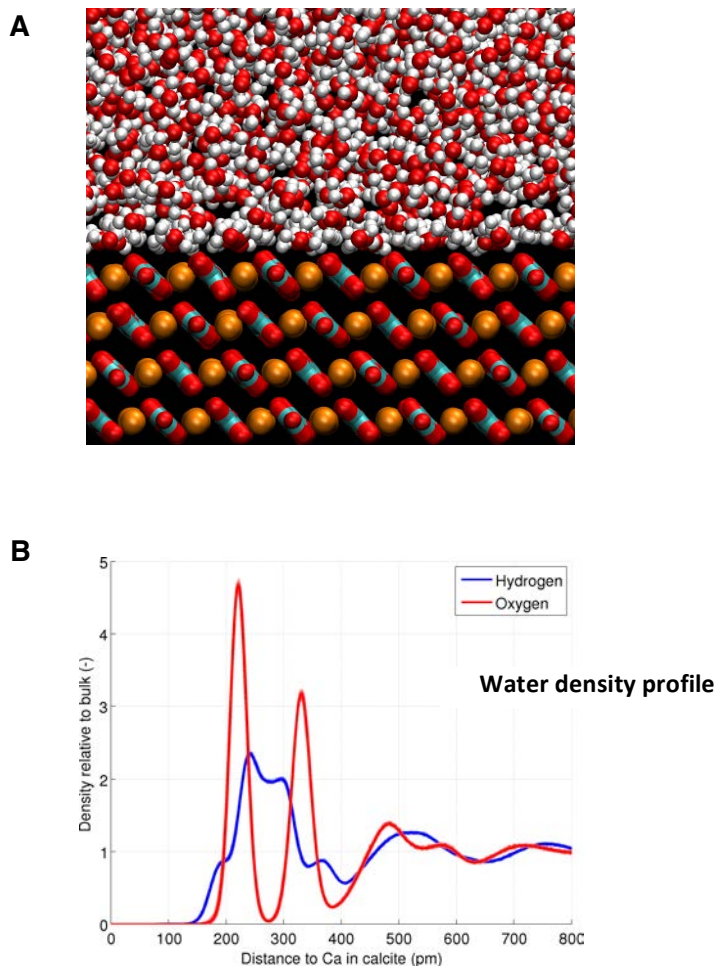 A
B
5
4
3
2
1
0
Density relative to bulk (-)
Hydrogen
Oxygen
Water density profile
0 100 200 300 400 500 600 700 800
Distance to Ca in calcite (pm)